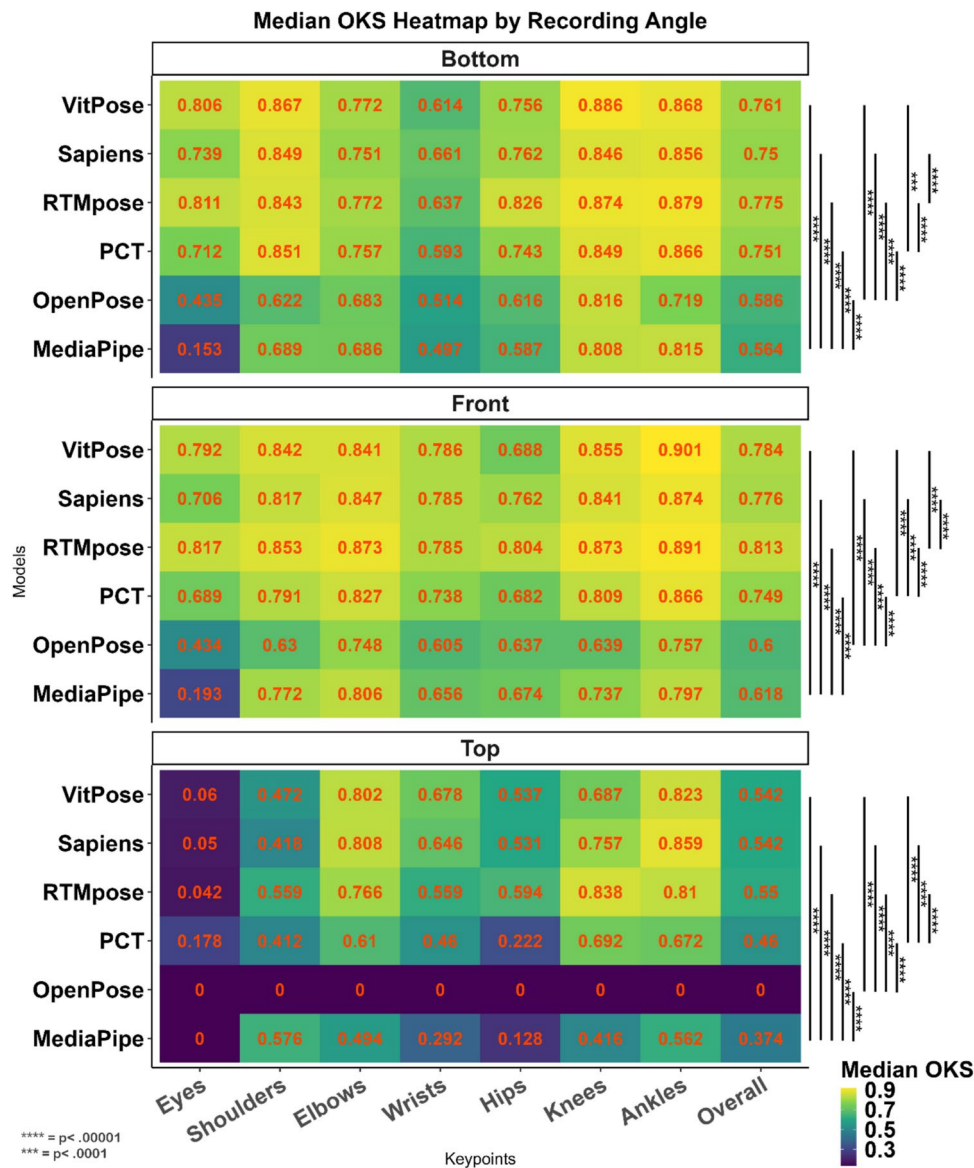 Median OKS Heatmap by Recording Angle
Bottom
VitPose 0.806 0.867 0.772 0.614 0.756 0.886 0.868 0.761
Sapiens 0.739 0.849 0.751 0.661 0.762 0.846 0.856 0.75
RTMpose 0.811 0.843 0.772 0.637 0.826 0.874 0.879 0.775
PCT 0.712 0.851 0.757 0.593 0.743 0.849 0.866 0.751
OpenPose 0.435 0.622 0.683 0.514 0.616 0.816 0.719 0.586
MediaPipe 0.153 0.689 0.686 0.497 0.587 0.808 0.815 0.564
Front
VitPose 0.792 0.842 0.841 0.786 0.688 0.855 0.901 0.784
Sapiens 0.706 0.817 0.847 0.785 0.762 0.841 0.874 0.776
RTMpose 0.817 0.853 0.873 0.785 0.804 0.873 0.891 0.813
Models
PCT 0.689 0.791 0.827 0.738 0.682 0.809 0.866 0.749
OpenPose 0.434 0.63 0.748 0.605 0.637 0.639 0.757 0.6
MediaPipe 0.193 0.772 0.806 0.656 0.674 0.737 0.797 0.618
Top
VitPose 0.06 0.472 0.802 0.678 0.537 0.687 0.823 0.542
Sapiens 0.05 0.418 0.808 0.646 0.531 0.757 0.859 0.542
RTMpose 0.042 0.559 0.766 0.559 0.594 0.838 0.81 0.55
PCT 0.178 0.412 0.61 0.46 0.222 0.692 0.672 0.46
OpenPose 0 0 0 0 0 0 0 0
MediaPipe 0 0.576 0.494 0.292 0.128 0.416 0.562 0.374
Eyes Shoulders Elbows Wrists Hips Knees Ankles Overall
Keypoints
Median OKS
0.9
0.7
0.5
0.3
**** = p< .00001
*** = p< .0001